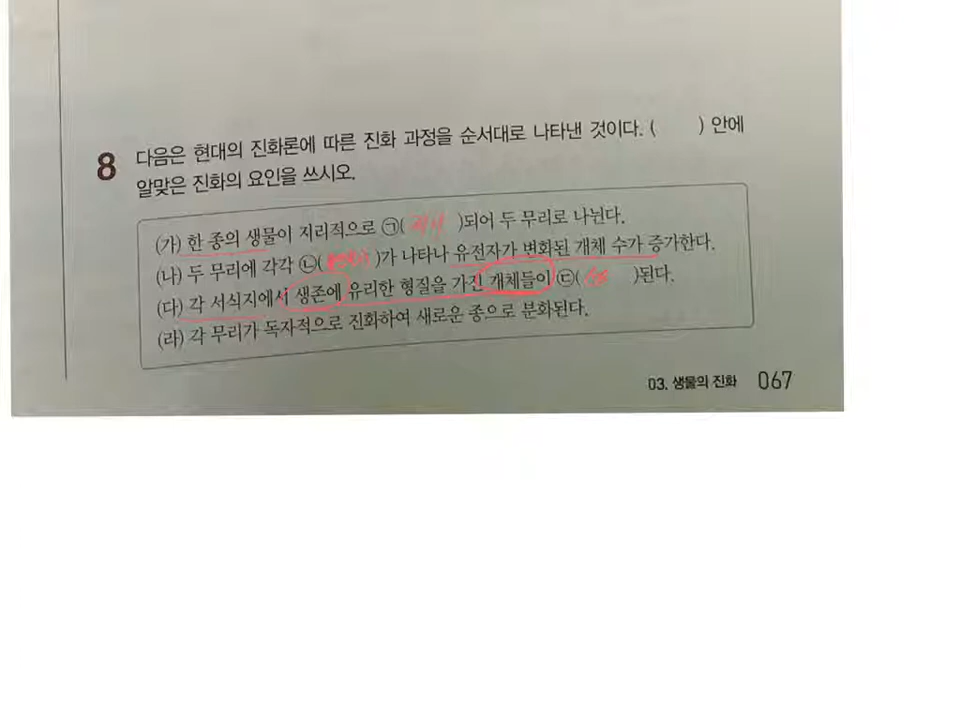 8 다음은 현대의 진화론에 따른 진화 과정을 순서대로 나타낸 것이다. ( ) 안에
알맞은 진화의 요인을 쓰시오.
(가) 한 종의 생물이 지리적으로 ㉠( )되어 두 무리로 나뉜다.
(나) 두 무리에 각각 ㉡( )가 나타나 유전자가 변화된 개체 수가 증가한다.
(다) 각 서식지에서 생존에 유리한 형질을 가진 개체들이 ㉢( )된다.
(라) 각 무리가 독자적으로 진화하여 새로운 종으로 분화된다.
03. 생물의 진화 067